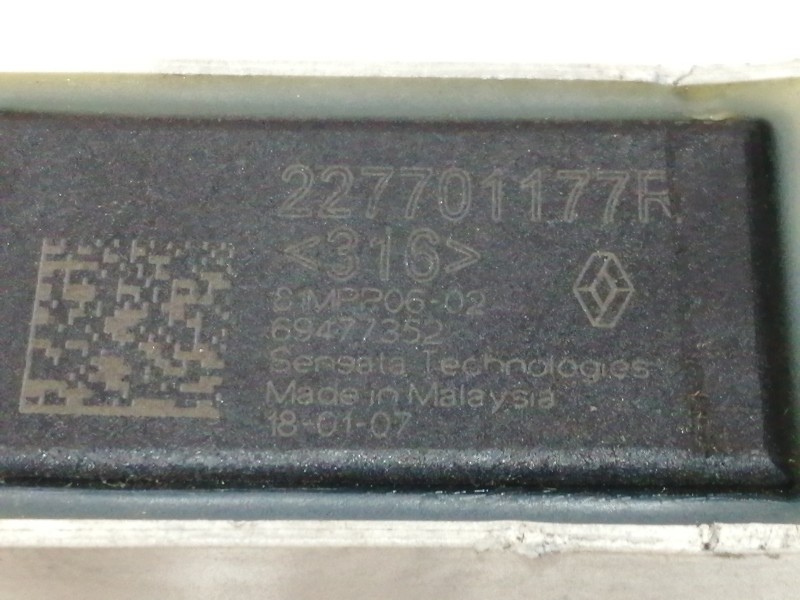 227701177R
<316>
81MPP06-02
69477352
Sensata Technologies
Made in Malaysia
18-01-07